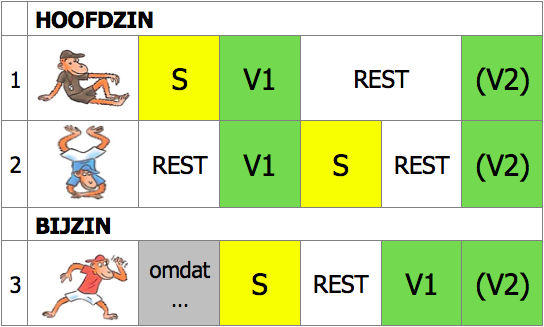 HOOFDZIN
1 S V1 REST (V2)
2 REST V1 S REST (V2)
BIJZIN
3 omdat ... S REST V1 (V2)